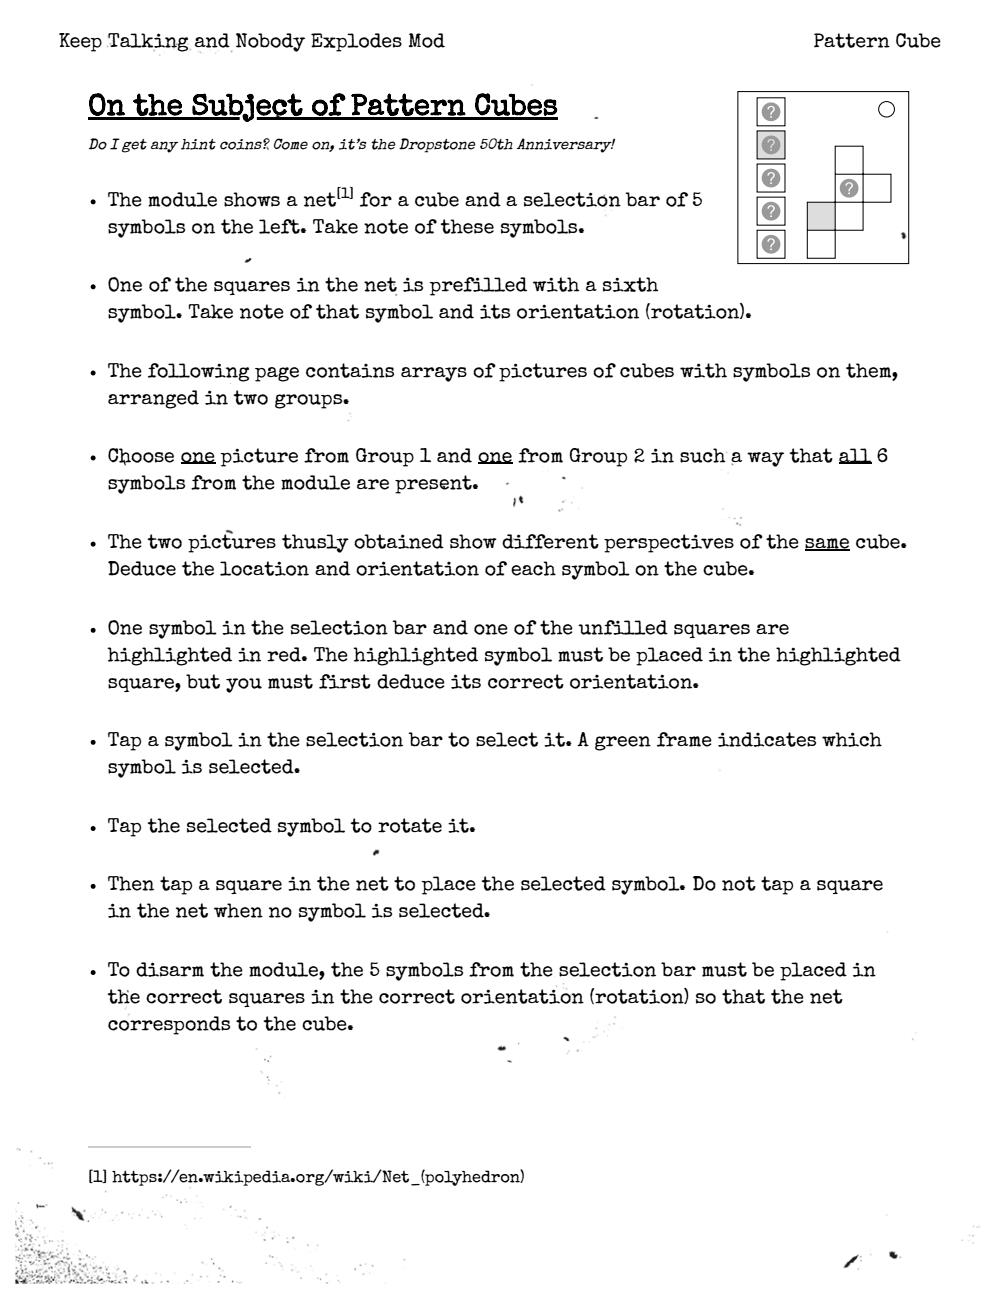 Keep Talking and Nobody Explodes Mod Pattern Cube
On the Subject of Pattern Cubes
Do I get any hint coins? Come on, it's the Dropstone 50th Anniversary!
• The module shows a net[1] for a cube and a selection bar of 5
symbols on the left. Take note of these symbols.
• One of the squares in the net is prefilled with a sixth
symbol. Take note of that symbol and its orientation (rotation).
• The following page contains arrays of pictures of cubes with symbols on them,
arranged in two groups.
• Choose one picture from Group 1 and one from Group 2 in such a way that all 6
symbols from the module are present.
• The two pictures thusly obtained show different perspectives of the same cube.
Deduce the location and orientation of each symbol on the cube.
• One symbol in the selection bar and one of the unfilled squares are
highlighted in red. The highlighted symbol must be placed in the highlighted
square, but you must first deduce its correct orientation.
• Tap a symbol in the selection bar to select it. A green frame indicates which
symbol is selected.
• Tap the selected symbol to rotate it.
• Then tap a square in the net to place the selected symbol. Do not tap a square
in the net when no symbol is selected.
• To disarm the module, the 5 symbols from the selection bar must be placed in
the correct squares in the correct orientation (rotation) so that the net
corresponds to the cube.
[1] https://en.wikipedia.org/wiki/Net_(polyhedron)
?
?
?
?
?
?